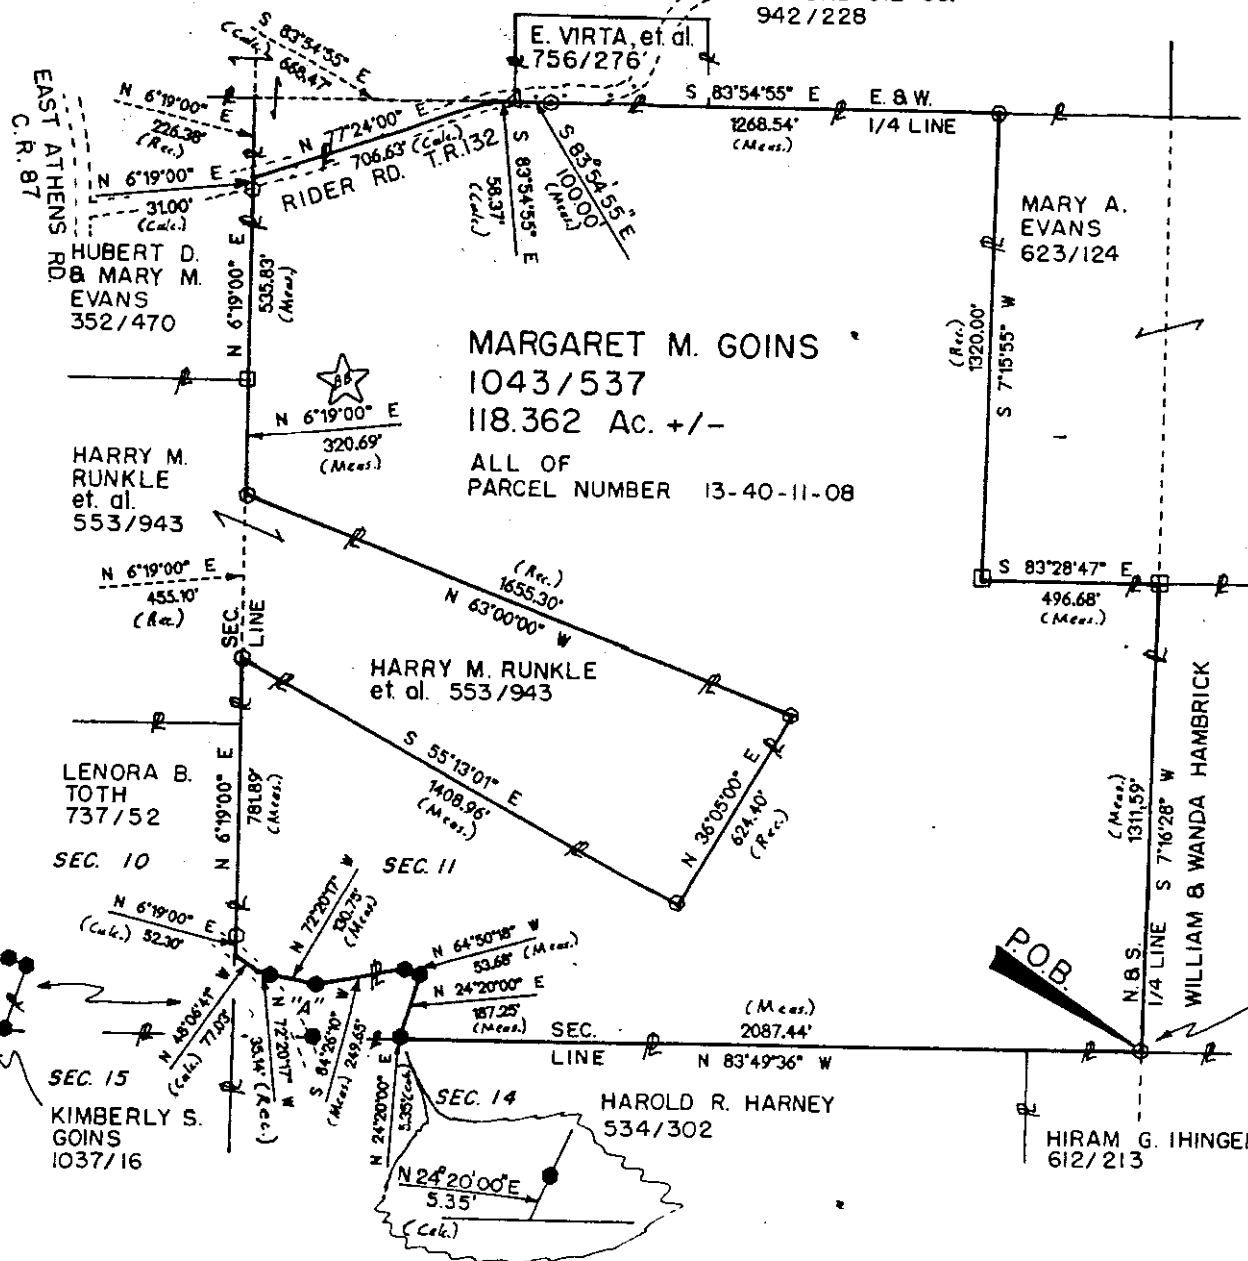 942/228
E. VIRTA, et al.
756/276
S 83°54'55" E
(Calc.) 668.47'
N 6°19'00" E
226.38'
(Rec.)
EAST ATHENS RD.
C.R. 87
N 6°19'00" E
31.00'
(Calc.)
N 77°24'00" E
706.63' (Calc.)
RIDER RD. T.R.132
S 83°54'55" E
58.37'
(Calc.)
S 83°54'55" E
100.00'
(Meas.)
S 83°54'55" E
1268.54'
(Meas.)
E. & W.
1/4 LINE
MARY A.
EVANS
623/124
HUBERT D.
& MARY M.
EVANS
352/470
N 6°19'00" E
535.83'
(Meas.)
MARGARET M. GOINS
1043/537
118.362 Ac. +/-
ALL OF
PARCEL NUMBER 13-40-11-08
(Rec.)
1320.00'
S 7°15'55" W
N 6°19'00" E
320.69'
(Meas.)
HARRY M.
RUNKLE
et. al.
553/943
N 6°19'00" E
455.10'
(Rec.)
SEC.
LINE
(Rec.)
1655.30'
N 63°00'00" W
S 83°28'47" E
496.68'
(Meas.)
HARRY M. RUNKLE
et. al. 553/943
S 55°13'01" E
1408.96'
(Meas.)
N 36°05'00" E
624.40'
(Rec.)
LENORA B.
TOTH
737/52
N 6°19'00" E
781.89'
(Meas.)
(Meas.)
1311.59'
S 7°16'28" W
N. & S.
1/4 LINE
WILLIAM & WANDA HAMBRICK
SEC. 10
SEC. 11
N 6°19'00" E
(Calc.) 52.30'
N 72°20'17" W
130.75'
(Meas)
N 64°50'18" W
53.68' (Meas.)
N 24°20'00" E
187.25'
(Meas.)
P.O.B.
"A"
N 48°06'47" W
(Calc.) 77.03'
N 72°20'17" W
35.14' (Rec.)
S 84°26'10" W
(Meas.) 249.65'
N 24°20'00" E
5.35' (Calc)
SEC.
LINE
(Meas.)
2087.44'
N 83°49'36" W
SEC. 15
SEC. 14
KIMBERLY S.
GOINS
1037/16
HAROLD R. HARNEY
534/302
HIRAM G. IHINGE
612/213
N 24°20'00" E
5.35'
(Calc.)